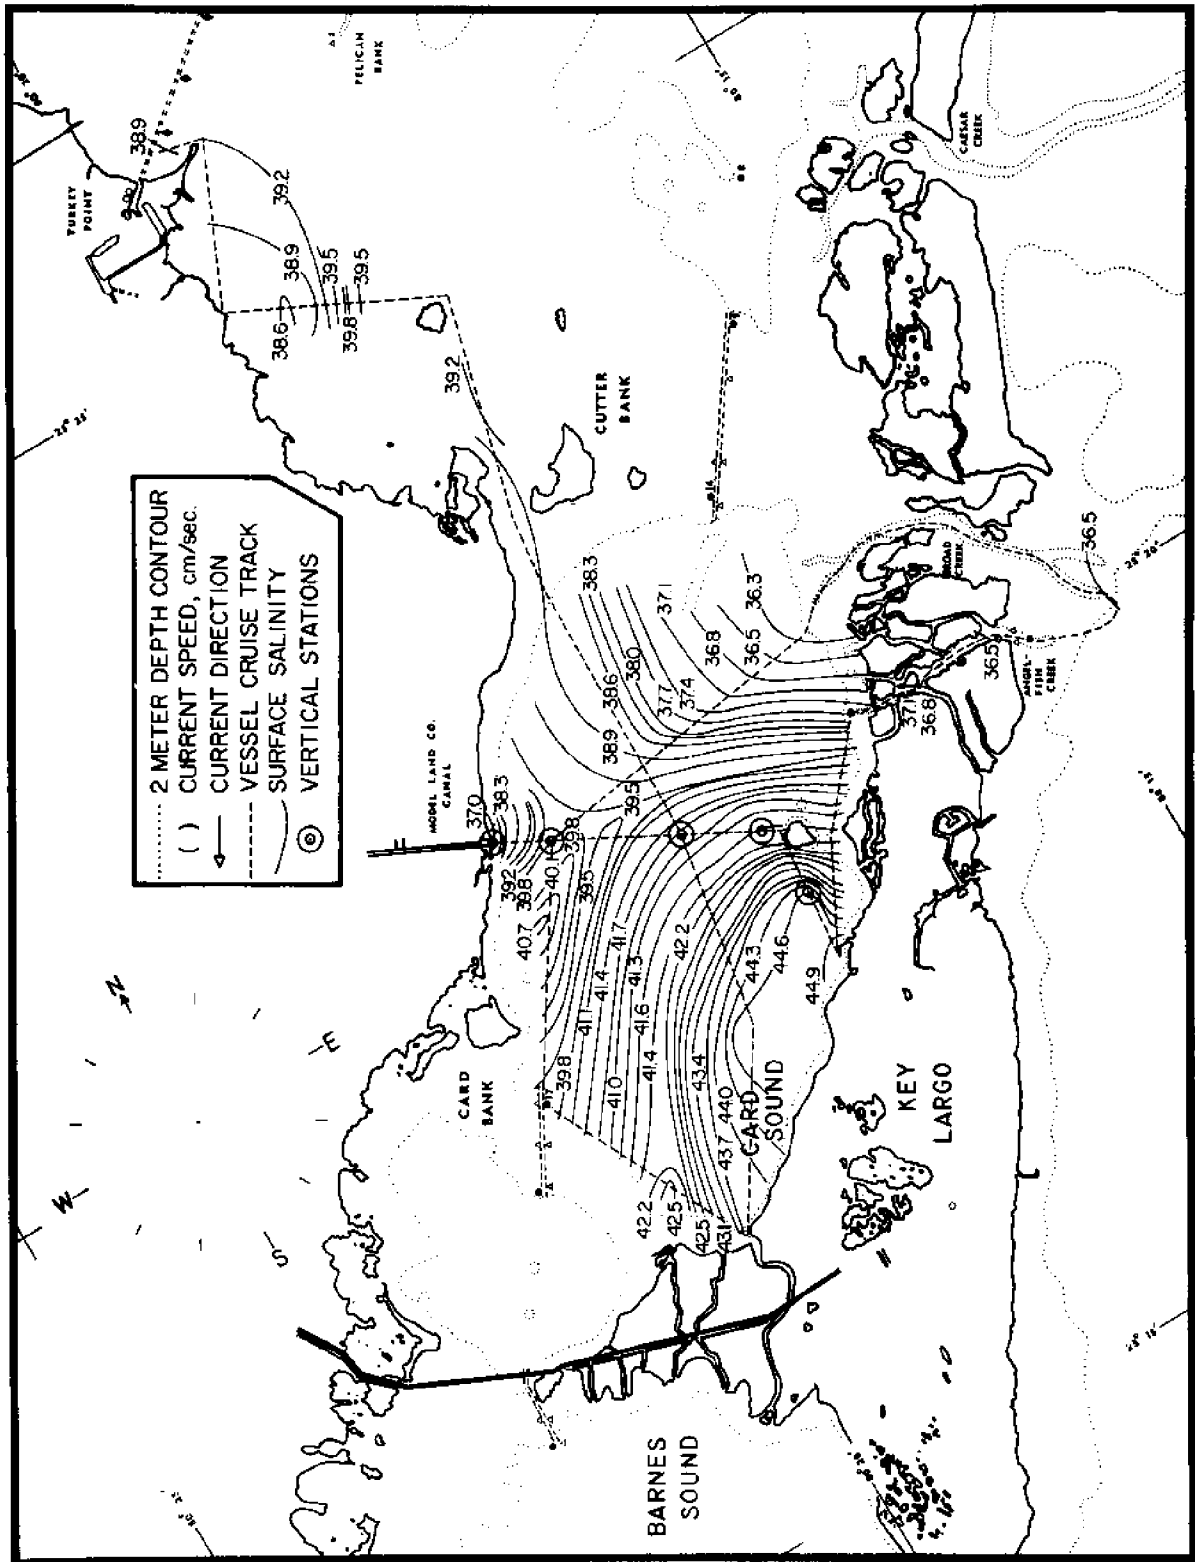 2 METER DEPTH CONTOUR
( ) CURRENT SPEED, cm/sec.
CURRENT DIRECTION
VESSEL CRUISE TRACK
SURFACE SALINITY
VERTICAL STATIONS
PELICAN
BANK
TURKEY
POINT
38.9
39.2
38.9
39.5
39.5
38.6
39.8
39.2
25° 25'
CUTTER
BANK
CAESAR
CREEK
38.3
37.1
36.3
36.8
36.5
38.0
38.6
37.7
37.4
38.9
39.5
BROAD
CREEK
36.5
25° 20'
36.5
ANGEL-
FISH
CREEK
37.1
36.8
MODEL LAND CO.
CANAL
37.0
38.3
39.8
39.2
39.8
40.1
39.5
40.7
41.7
42.2
41.3
41.4
41.1
41.6
41.4
39.8
41.0
44.3
44.6
44.9
43.4
44.0
43.7
42.2
42.5
42.5
43.1
N
E
W
S
CARD
BANK
CARD
SOUND
KEY
LARGO
BARNES
SOUND
25° 15'